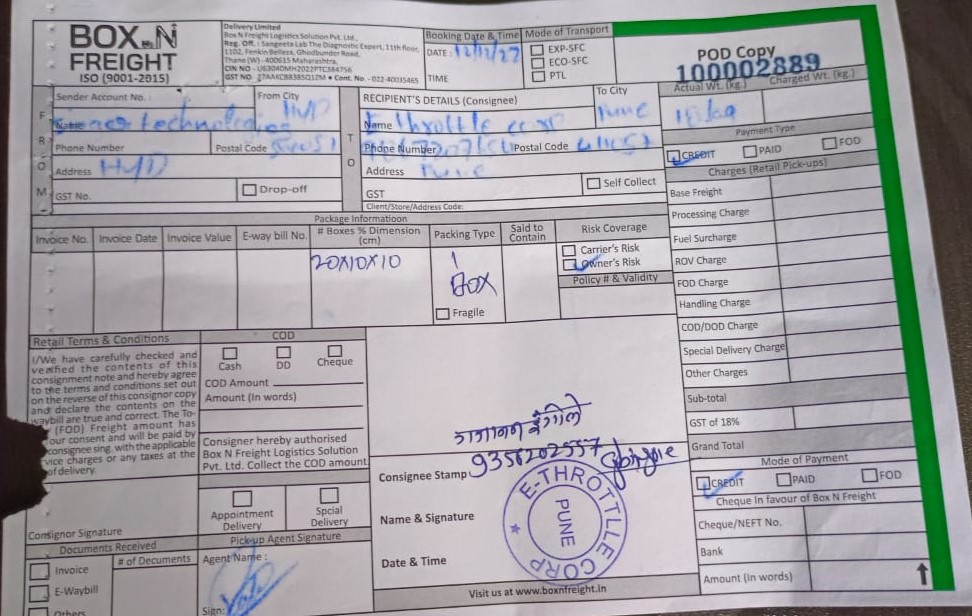 BOX N FREIGHT
ISO (9001-2015)
Delivery Limited
Box N Freight Logistics Solution Pvt. Ltd.,
Reg. Off. : Sangeeta Lab The Diagnostic Expert, 11th floor,
1102, Fenkin Belleza, Ghodbunder Road,
Thane (W) - 400615 Maharashtra,
CIN NO - UE3040MH2022PTC384756
GST NO. Cont. No. - 022-40035465
Booking Date & Time
DATE : 12/12/22
TIME
Mode of Transport
EXP-SFC
ECO-SFC
PTL
POD Copy
100002889
Actual Wt. (kg.) Charged Wt. (kg.)
18 kg
FROM
Sender Account No. :
From City
HYD
Name technologies
Phone Number
Postal Code
Address HYD
GST No.
Drop-off
TO
RECIPIENT'S DETAILS (Consignee)
To City
Pune
Name E throttle corp
Phone Number
Postal Code
Address Pune
GST
Self Collect
Client/Store/Address Code:
Payment Type
CREDIT PAID FOD
Charges (Retail Pick-ups)
Base Freight
Processing Charge
Fuel Surcharge
ROV Charge
FOD Charge
Handling Charge
COD/DOD Charge
Special Delivery Charge
Other Charges
Sub-total
GST of 18%
Grand Total
Mode of Payment
CREDIT PAID FOD
Cheque In favour of Box N Freight
Cheque/NEFT No.
Bank
Amount (In words)
Package Informatioon
Invoice No. Invoice Date Invoice Value E-way bill No. # Boxes % Dimension (cm) Packing Type Said to Contain Risk Coverage
20X10X10
1
BOX
Fragile
Carrier's Risk
Owner's Risk
Policy # & Validity
Retail Terms & Conditions
I/We have carefully checked and
verified the contents of this
consignment note and hereby agree
to the terms and conditions set out
on the reverse of this consignor copy
and declare the contents on the
waybill are true and correct. The To-
(FOD) Freight amount has
our consent and will be paid by
consignee sing. with the applicable
vice charges or any taxes at the
of delivery.
COD
Cash DD Cheque
COD Amount
Amount (In words)
Consigner hereby authorised
Box N Freight Logistics Solution
Pvt. Ltd. Collect the COD amount
Appointment Delivery
Spcial Delivery
Consignor Signature
Documents Received
# of Documents
Invoice
E-Waybill
Others
Pick-up Agent Signature
Agent Name :
Sign:
9356202557
Consignee Stamp
Name & Signature
Date & Time
E-THROTTLE CORP
PUNE
CORP
Visit us at www.boxnfreight.in